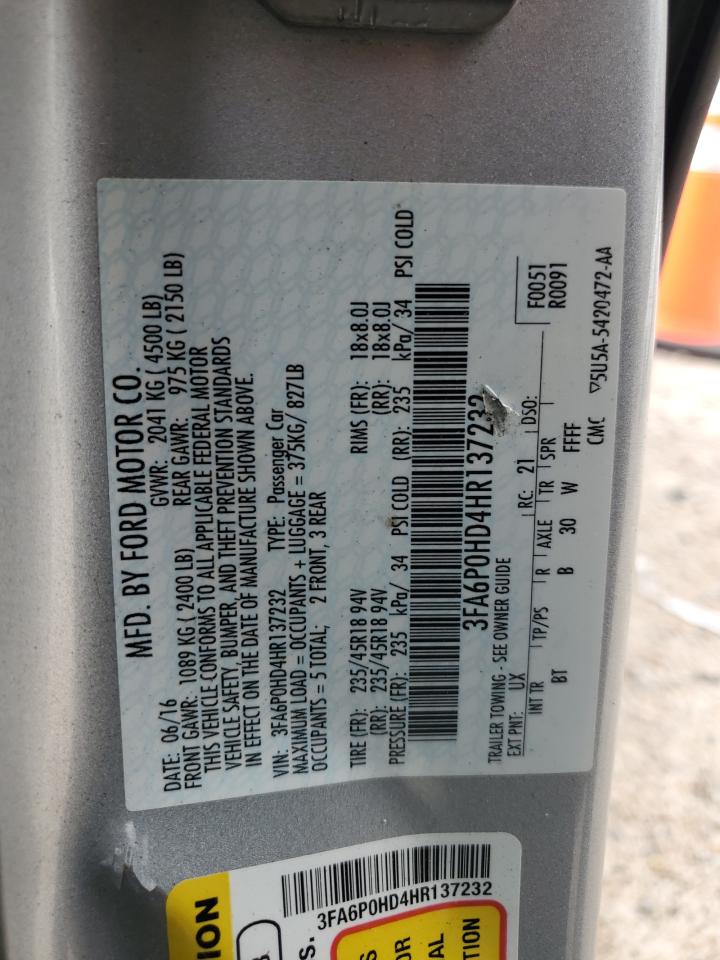 MFD. BY FORD MOTOR CO.
DATE: 06/16 GVWR: 2041 KG ( 4500 LB)
FRONT GAWR: 1089 KG ( 2400 LB) REAR GAWR: 975 KG ( 2150 LB)
THIS VEHICLE CONFORMS TO ALL APPLICABLE FEDERAL MOTOR
VEHICLE SAFETY, BUMPER, AND THEFT PREVENTION STANDARDS
IN EFFECT ON THE DATE OF MANUFACTURE SHOWN ABOVE.
VIN: 3FA6P0HD4HR137232 TYPE: Passenger Car
MAXIMUM LOAD = OCCUPANTS + LUGGAGE = 375KG/ 827LB
OCCUPANTS = 5 TOTAL; 2 FRONT, 3 REAR
TIRE (FR): 235/45R18 94V RIMS (FR): 18x8.0J
(RR): 235/45R18 94V (RR): 18x8.0J
PRESSURE (FR): 235 kPa/ 34 PSI COLD (RR): 235 kPa/ 34 PSI COLD
3FA6P0HD4HR137232
TRAILER TOWING - SEE OWNER GUIDE
EXT PNT: UX RC: 21 DSO: F0051
R0091
INT TR TP/PS R AXLE TR SPR
BT B 30 W FFFF
CMC ▽5U5A-5420472-AA
3FA6P0HD4HR137232